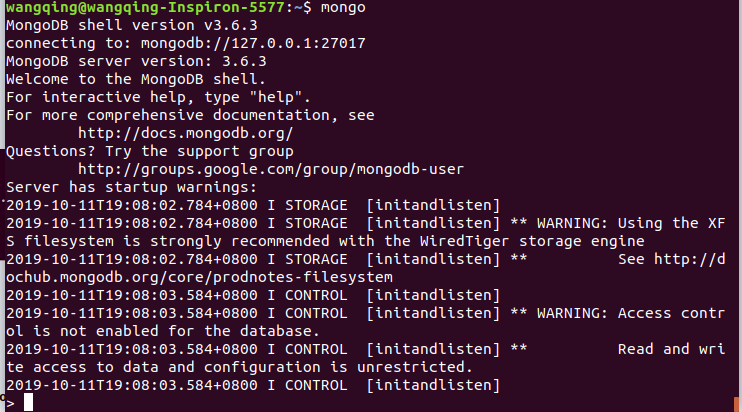 wangqing@wangqing-Inspiron-5577:~$ mongo
MongoDB shell version v3.6.3
connecting to: mongodb://127.0.0.1:27017
MongoDB server version: 3.6.3
Welcome to the MongoDB shell.
For interactive help, type "help".
For more comprehensive documentation, see
        http://docs.mongodb.org/
Questions? Try the support group
        http://groups.google.com/group/mongodb-user
Server has startup warnings:
2019-10-11T19:08:02.784+0800 I STORAGE  [initandlisten]
2019-10-11T19:08:02.784+0800 I STORAGE  [initandlisten] ** WARNING: Using the XF
S filesystem is strongly recommended with the WiredTiger storage engine
2019-10-11T19:08:02.784+0800 I STORAGE  [initandlisten] **          See http://d
ochub.mongodb.org/core/prodnotes-filesystem
2019-10-11T19:08:03.584+0800 I CONTROL  [initandlisten]
2019-10-11T19:08:03.584+0800 I CONTROL  [initandlisten] ** WARNING: Access contr
ol is not enabled for the database.
2019-10-11T19:08:03.584+0800 I CONTROL  [initandlisten] **          Read and wri
te access to data and configuration is unrestricted.
2019-10-11T19:08:03.584+0800 I CONTROL  [initandlisten]
>